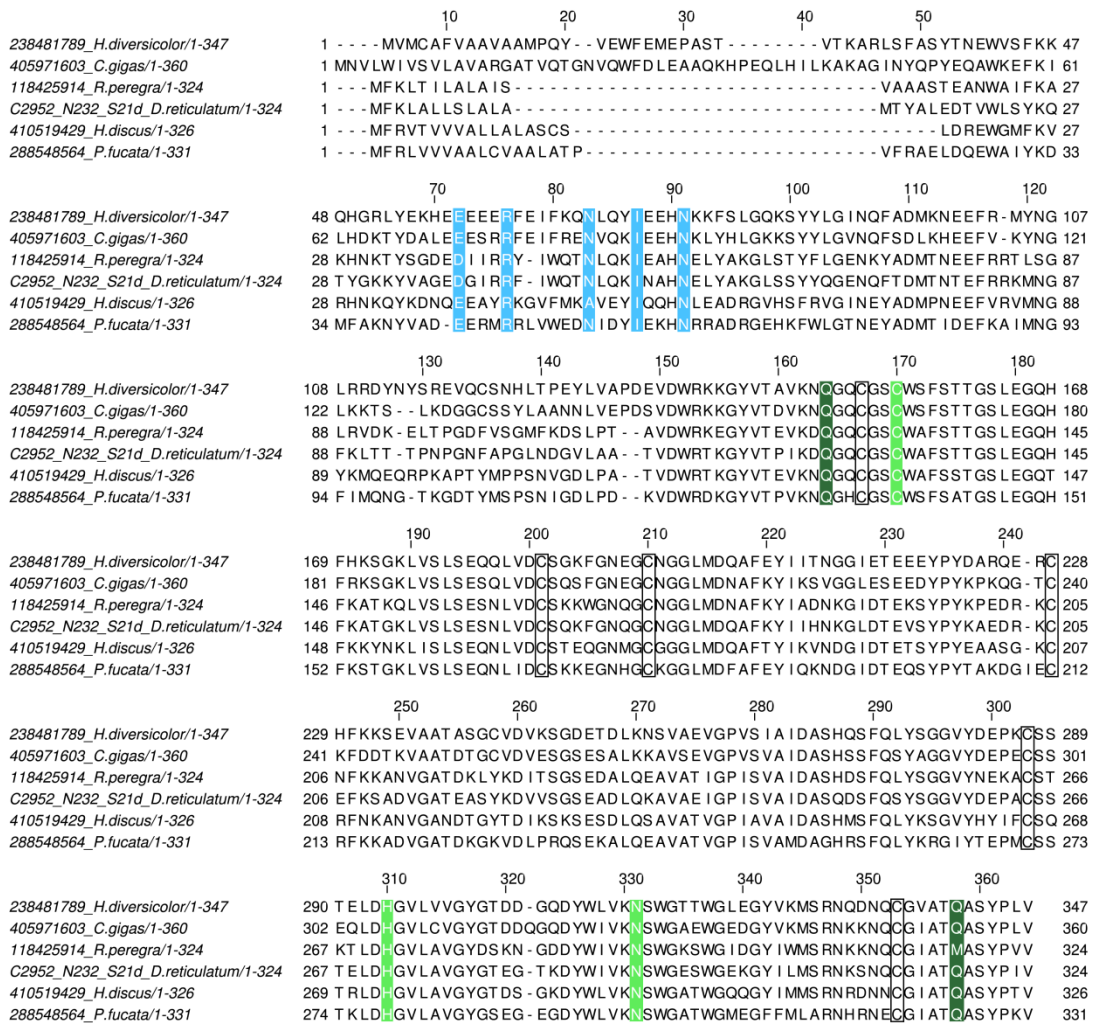 10 20 30 40 50
238481789_H.diversicolor/1-347 1 ----MVMCAFVAAVAAMPQY--VEWFEMEPAST--------VTKARLSFASYTNEWVSFKK 47
405971603_C.gigas/1-360 1 MNVLWIVSVLAVARGATVQTGNVQWFDLEAAQKHPEQLHILKAKAGINYQPYEQAWKEFKI 61
118425914_R.peregra/1-324 1 ----MFKLTILALAIS-------------------------------VAAASTEANWAIFKA 27
C2952_N232_S21d_D.reticulatum/1-324 1 ----MFKLALLSLALA-------------------------------MTYALEDTVWLSYKQ 27
410519429_H.discus/1-326 1 ----MFRVTVVVALLALASCS--------------------------------LDREWGMFKV 27
288548564_P.fucata/1-331 1 ----MFRLVVVAALCVAALATP-------------------------VFRAELDQEWAIYKD 33
70 80 90 100 110 120
238481789_H.diversicolor/1-347 48 QHGRLYEKHEEEEERFEIFKQNLQYIEEHNKKFSLGQKSYYLGINQFADMKNEEFR-MYNG 107
405971603_C.gigas/1-360 62 LHDKTYDALEEESRRFEIFRENVQKIEEHNKLYHLGKKSYYLGVNQFSDLKHEEFV-KYNG 121
118425914_R.peregra/1-324 28 KHNKTYSGDEDIIRRY-IWQTNLQKIEAHNELYAKGLSTYFLGENKYADMTNTEFRRTLSG 87
C2952_N232_S21d_D.reticulatum/1-324 28 TYGKKYVAGEDGIRRF-IWQTNLQKINAHNELYAKGLSSYYQGENQFTDMTNTEFRRKMNG 87
410519429_H.discus/1-326 28 RHNKQYKDNQEEAYRKGVFMKAVEYIQQHNLEADRGVHSFRVGINEYADMPNEEFVRVMNG 88
288548564_P.fucata/1-331 34 MFAKNYVAD-EERMRRLVWEDNIDYIEKHNRRADRGEHKFWLGTNEYADMTIDEFKAIMNG 93
130 140 150 160 170 180
238481789_H.diversicolor/1-347 108 LRRDYNYSREVQCSNHLTPEYLVAPDEVDWRKKGYVTAVKNQGQCGSCWSFSTTGSLEGQH 168
405971603_C.gigas/1-360 122 LKKTS--LKDGGCSSYLAANNLVEPDSVDWRKEGYVTDVKNQGQCGSCWSFSTTGSLEGQH 180
118425914_R.peregra/1-324 88 LRVDK-ELTPGDFVSGMFKDSLPT--AVDWRKEGYVTEVKDQGQCGSCWAFSTTGSLEGQH 145
C2952_N232_S21d_D.reticulatum/1-324 88 FKLTT-TPNPGNFAPGLNDGVLAA--TVDWRTKGYVTPIKDQGQCGSCWAFSTTGSLEGQH 145
410519429_H.discus/1-326 89 YKMQEQRPKAPTYMPPSNVGDLPA--TVDWRTKGYVTPVKNQGQCGSCWAFSSTGSLEGQT 147
288548564_P.fucata/1-331 94 FIMQNG-TKGDTYMSPSNIGDLPD--KVDWRDKGYVTPVKNQGHCGSCWSFSATGSLEGQH 151
190 200 210 220 230 240
238481789_H.diversicolor/1-347 169 FHKSGKLVSLSEQQLVDCSGKFGNEGCNGGLMDQAFEYIITNGGIETEEEYPYDARQE-RC 228
405971603_C.gigas/1-360 181 FRKSGKLVSLSEQNLVDCSQSFGNEGCNGGLMDQAFEYIKSVGGLESEEDYPYKPKQG-TC 240
118425914_R.peregra/1-324 146 FKATKQLVSLSESNLVDCSKKWGNQGCNGGLMDNAFKYIADNKGIDTEKSYPYKPEDR-KC 205
C2952_N232_S21d_D.reticulatum/1-324 146 FKATGKLVSLSESNLVDCSQKFGNQGCNGGLMDQAFKYIIHNKGLDTEVSYPYKAEDR-KC 205
410519429_H.discus/1-326 148 FKKYNKLISLSEQNLVDCSTEQGNMGCGGGLMDQAFTYIKVNDGIDTETSYPYEAASG-KC 207
288548564_P.fucata/1-331 152 FKSTGKLVSLSEQNLIDCSKKEGNHGCKGGLMDFAFEYIQKNDGIDTEQSYPYTAKDGIEC 212
250 260 270 280 290 300
238481789_H.diversicolor/1-347 229 HFKKSEVAATASGCVDVKSGDETDLKNSVAEVGPVSIAIDASHQSFQLYSGGVYDEPKCSS 289
405971603_C.gigas/1-360 241 KFDDTKVAATDTGCVDVESGSESALKKAVSEVGPVSVAIDASHSSFQSYAGGVYDEPECSS 301
118425914_R.peregra/1-324 206 NFKKANVGATDKLYKDITSGSEDALQEAVATIGPISVAIDASHDSFQLYSGGVYNEKACST 266
C2952_N232_S21d_D.reticulatum/1-324 206 EFKSADVGATEASYKDVVSGSEADLQKAVAEIGPISVAIDASQDSFQSYSGGVYDEPACSS 266
410519429_H.discus/1-326 208 RFNKANVGANDTGYTDIKSKSESDLQSAVATVGPIAVAIDASHMSFQLYKSGVYHYIFCSQ 268
288548564_P.fucata/1-331 213 RFKKADVGATDKGKVDLPRQSEKALQEAVATVGPISVAMDAGHRSFQLYKRGIYTEPMCSS 273
310 320 330 340 350 360
238481789_H.diversicolor/1-347 290 TELDHGVLVVGYGTDD-GQDYWLVKNSWGTTWGLEGYVKMSRNQDNQCGVATQASYPLV 347
405971603_C.gigas/1-360 302 EQLDHGVLCVGYGTDDQGQDYWLVKNSWGAEWGEDGYVKMSRNKKNQCGIATQASYPLV 360
118425914_R.peregra/1-324 267 KTLDHGVLAVGYDSKN-GDDYWIVKNSWGKSWGIDGYIWMSRNKKNQCGIATMASYPVV 324
C2952_N232_S21d_D.reticulatum/1-324 267 TELDHGVLAVGYGTEG-TKDYWIVKNSWGESWGEKGYILMSRNKSNQCGIATQASYPIV 324
410519429_H.discus/1-326 269 TRLDHGVLAVGYGTDS-GKDYWLVKNSWGATWGQQGYIMMSRNRDNNCGIATQASYPTV 326
288548564_P.fucata/1-331 274 TKLDHGVLAVGYGSEG-EGDYWLVKNSWGATWGMEGFFMLARNHRNECGIATQASYPKV 331